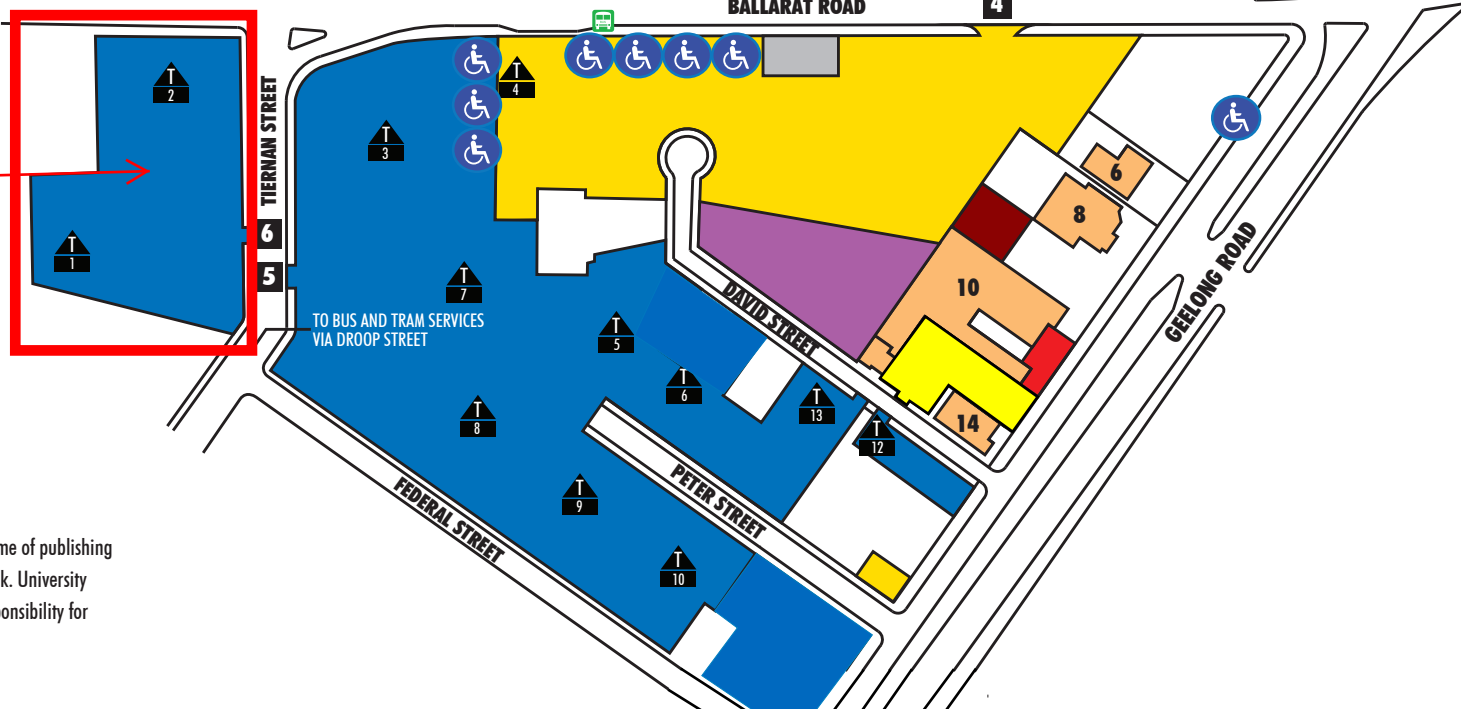 BALLARAT ROAD
4
T
2
TIERNAN STREET
T
3
T
4
6
8
T
1
6
5
T
7
10
GEELONG ROAD
DAVID STREET
TO BUS AND TRAM SERVICES
VIA DROOP STREET
T
5
T
6
T
13
14
T
8
T
12
PETER STREET
T
9
FEDERAL STREET
T
10
me of publishing
k. University
onsibility for